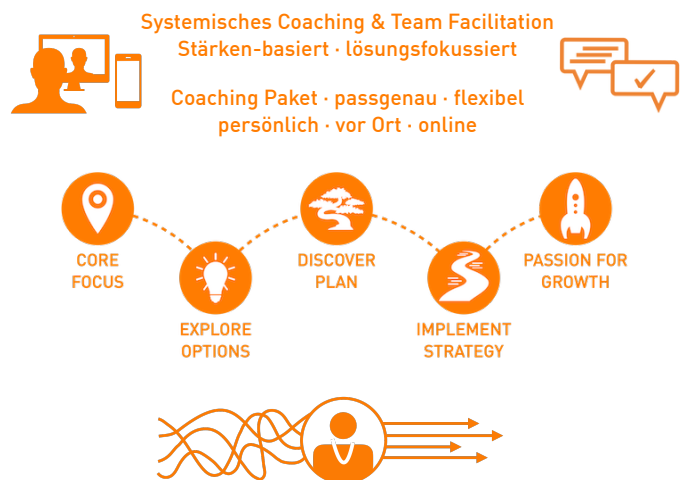 Systemisches Coaching & Team Facilitation
Stärken-basiert · lösungsfokussiert
Coaching Paket · passgenau · flexibel
persönlich · vor Ort · online
CORE
FOCUS
EXPLORE
OPTIONS
DISCOVER
PLAN
IMPLEMENT
STRATEGY
PASSION FOR
GROWTH